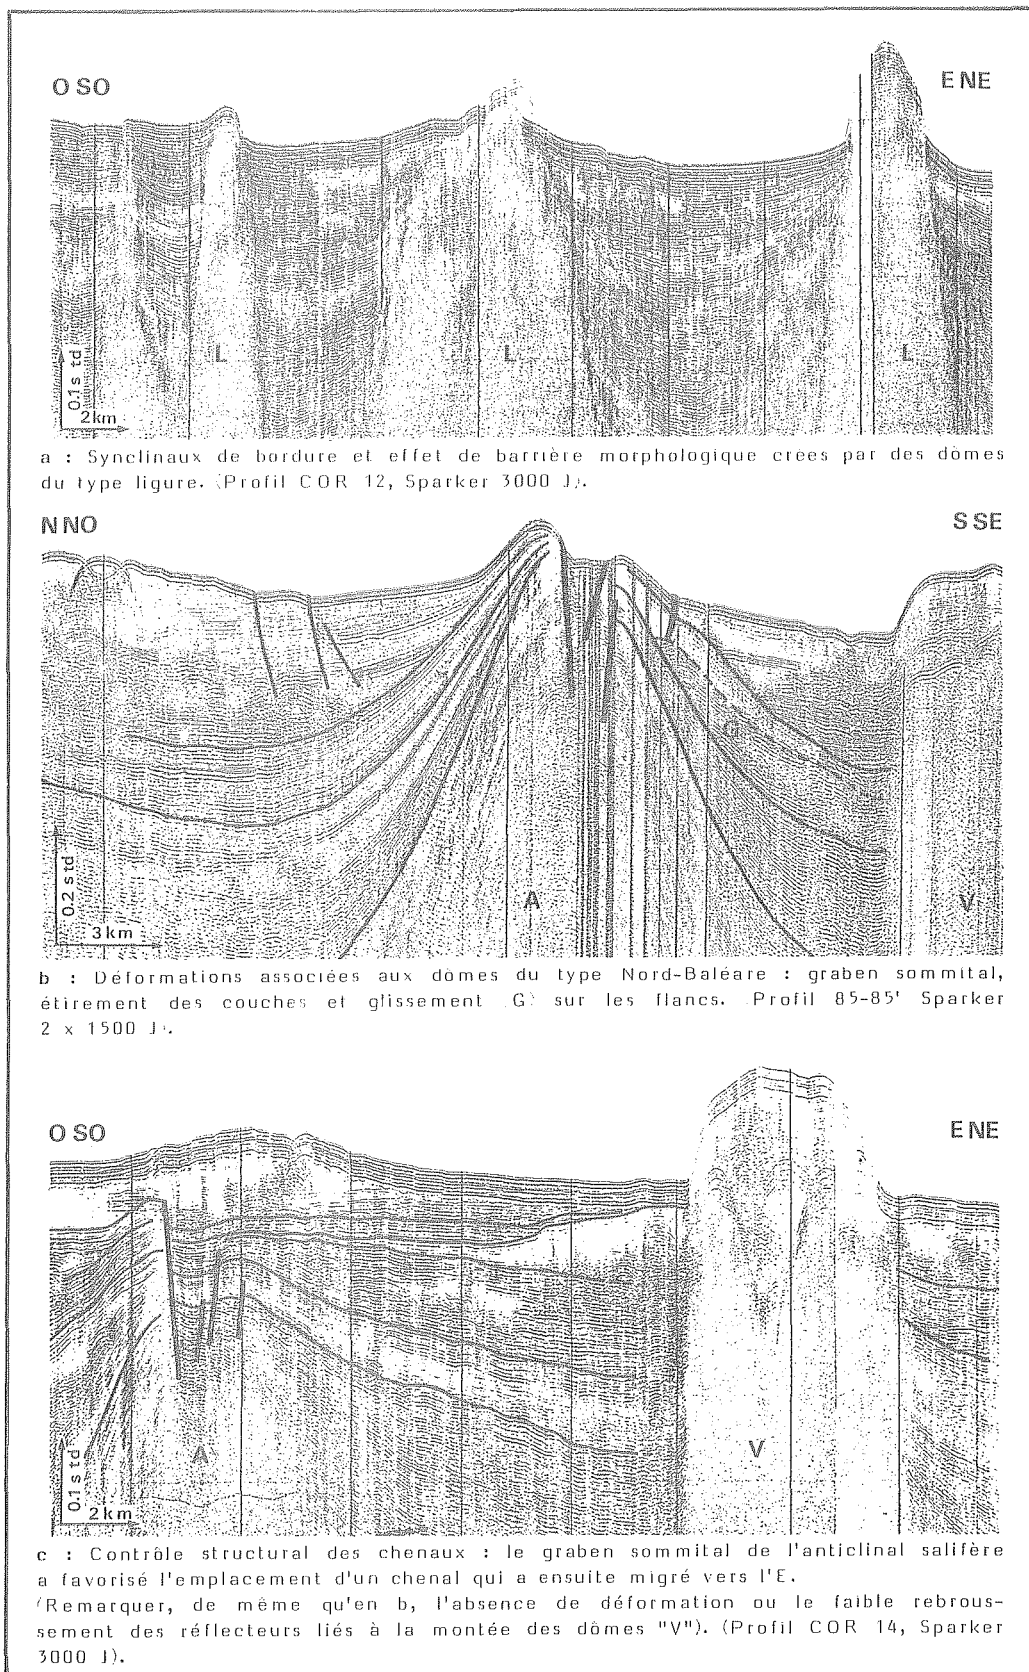 O SO
E NE
L
L
L
0.1 s td
2 km
a : Synclinaux de bordure et effet de barrière morphologique créés par des dômes
du type ligure. (Profil COR 12, Sparker 3000 J).
N NO
S SE
G
A
V
0.2 s td
3 km
b : Déformations associées aux dômes du type Nord-Baléare : graben sommital,
étirement des couches et glissement G) sur les flancs. Profil 85-85' Sparker
2 x 1500 J).
O SO
E NE
A
V
0.1 s td
2 km
c : Contrôle structural des chenaux : le graben sommital de l'anticlinal salifère
a favorisé l'emplacement d'un chenal qui a ensuite migré vers l'E.
(Remarquer, de même qu'en b, l'absence de déformation ou le faible rebrous-
sement des réflecteurs liés à la montée des dômes "V"). (Profil COR 14, Sparker
3000 J).